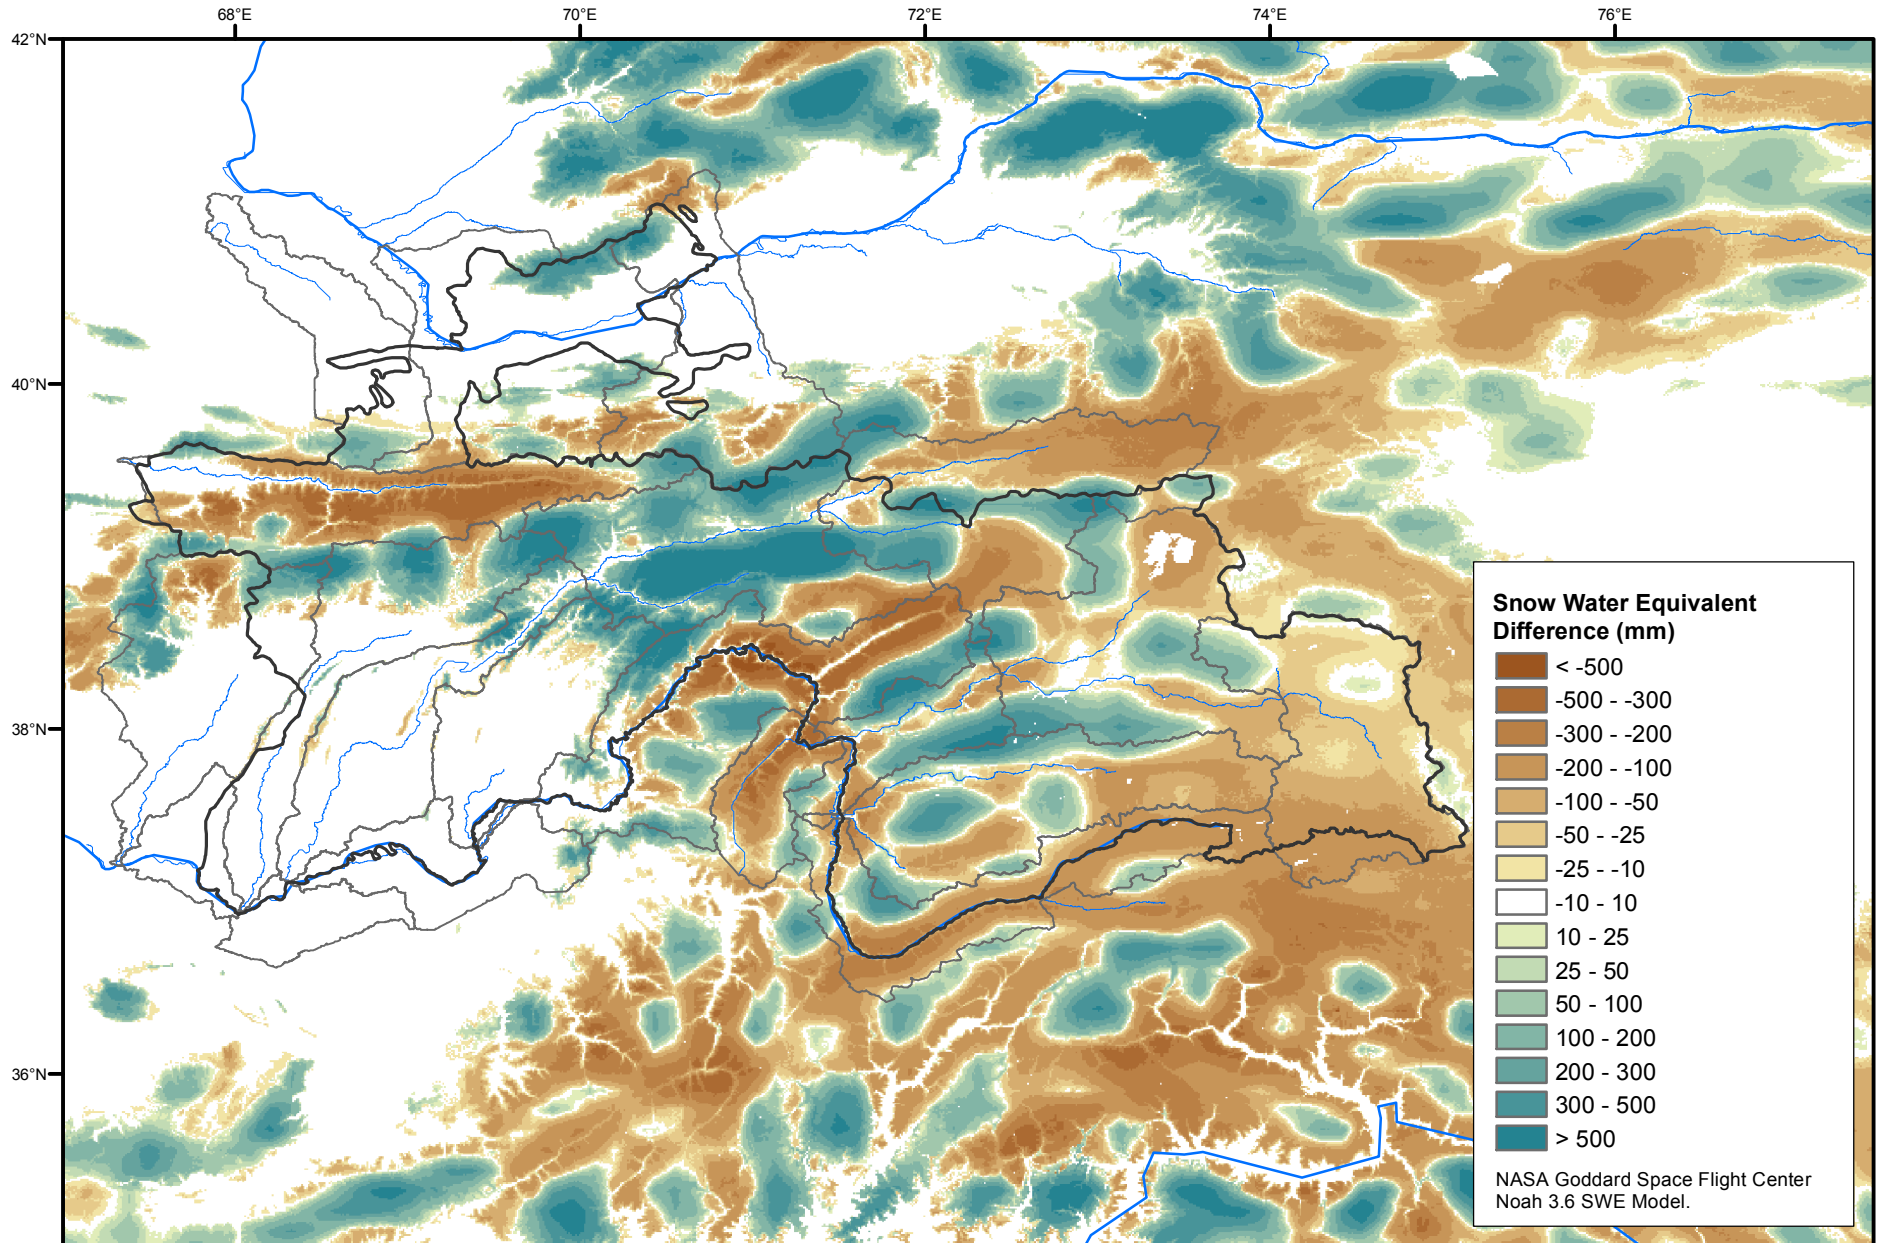 68°E 70°E 72°E 74°E 76°E
42°N
40°N
38°N
36°N
Snow Water Equivalent
Difference (mm)
< -500
-500 - -300
-300 - -200
-200 - -100
-100 - -50
-50 - -25
-25 - -10
-10 - 10
10 - 25
25 - 50
50 - 100
100 - 200
200 - 300
300 - 500
> 500
NASA Goddard Space Flight Center
Noah 3.6 SWE Model.